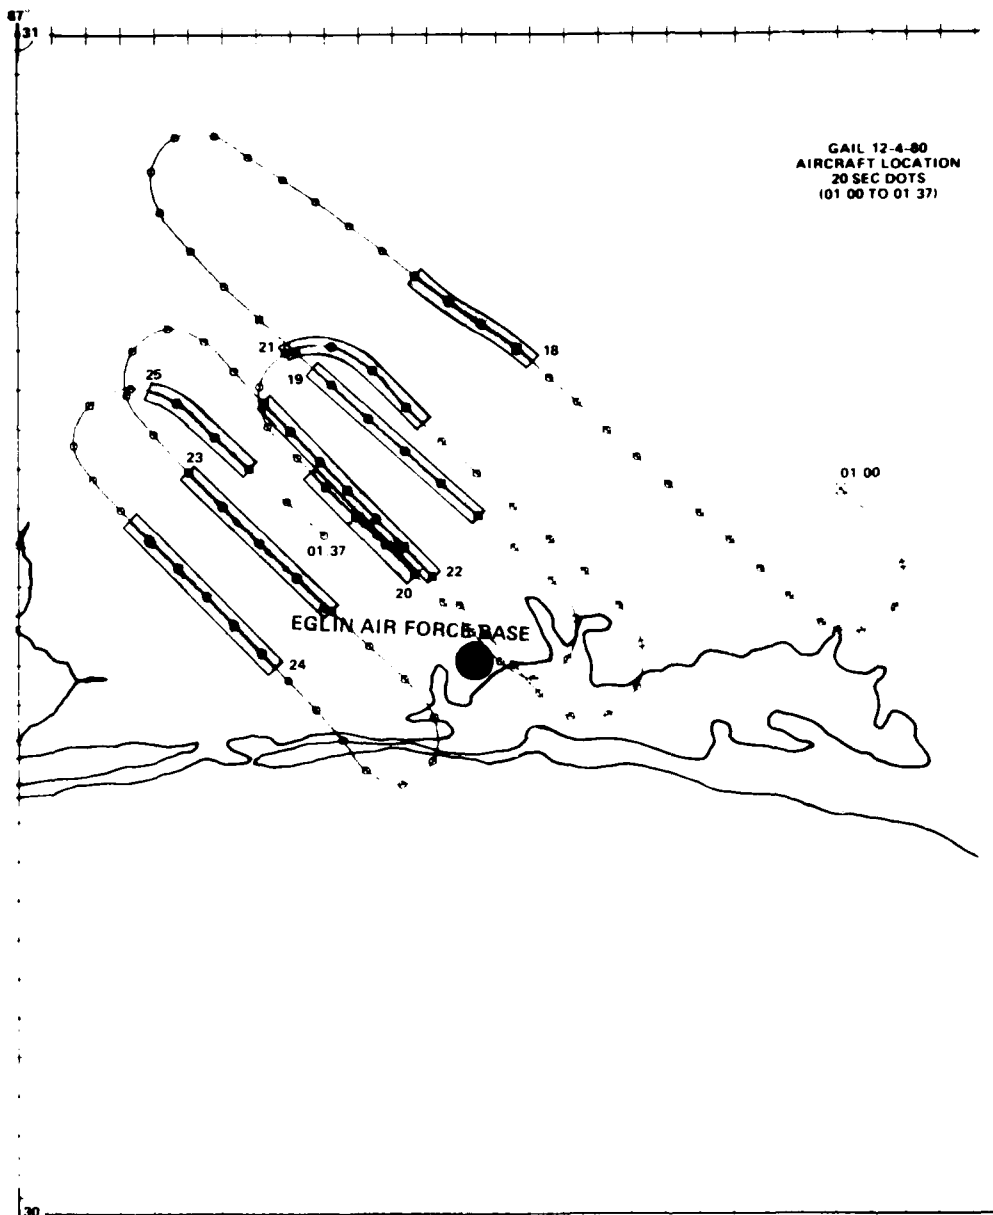 87°
31
GAIL 12-4-80
AIRCRAFT LOCATION
20 SEC DOTS
(01 00 TO 01 37)
18
21
19
25
23
01 00
01 37
22
20
EGLIN AIR FORCE BASE
24
30